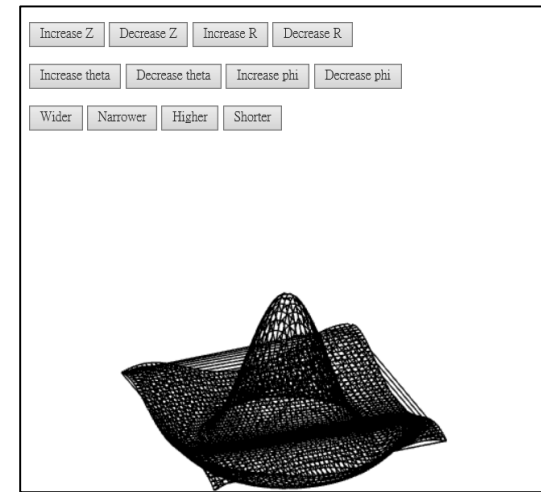 Increase Z Decrease Z Increase R Decrease R
Increase theta Decrease theta Increase phi Decrease phi
Wider Narrower Higher Shorter